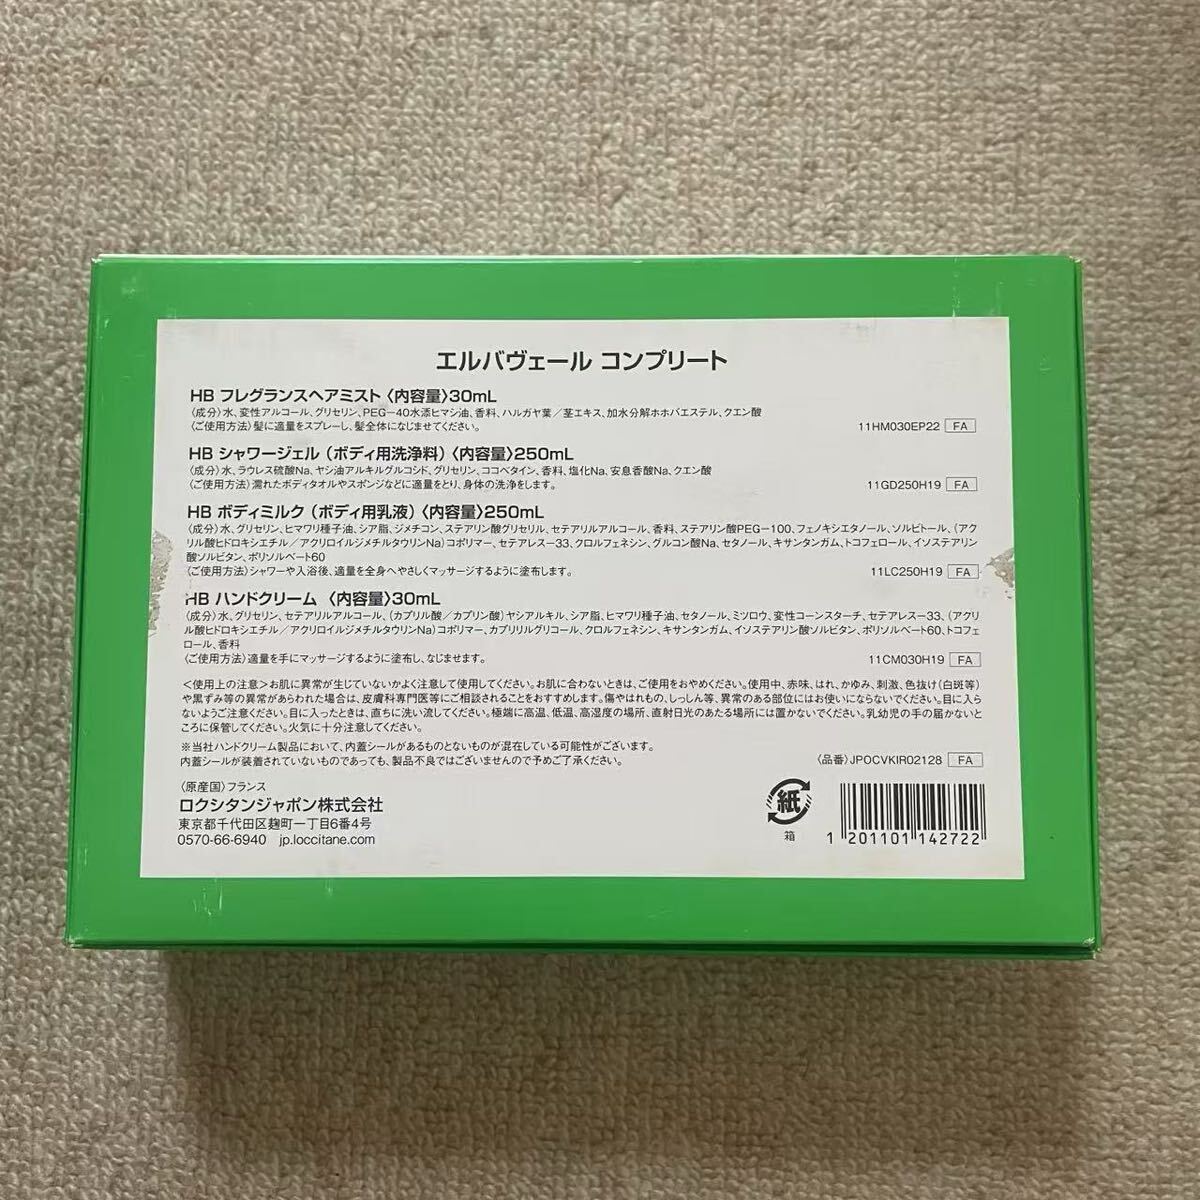 エルバヴェール コンプリート
HB フレグランスヘアミスト〈内容量〉30mL
〈成分〉水、変性アルコール、グリセリン、PEG－40水添ヒマシ油、香料、ハルガヤ葉／茎エキス、加水分解ホホバエステル、クエン酸
〈ご使用方法〉髪に適量をスプレーし、髪全体になじませてください。
11HM030EP22 FA
HB シャワージェル（ボディ用洗浄料）〈内容量〉250mL
〈成分〉水、ラウレス硫酸Na、ヤシ油アルキルグルコシド、グリセリン、ココベタイン、香料、塩化Na、安息香酸Na、クエン酸
〈ご使用方法〉濡れたボディタオルやスポンジなどに適量をとり、身体の洗浄をします。
11GD250H19 FA
HB ボディミルク（ボディ用乳液）〈内容量〉250mL
〈成分〉水、グリセリン、ヒマワリ種子油、シア脂、ジメチコン、ステアリン酸グリセリル、セテアリルアルコール、香料、ステアリン酸PEG－100、フェノキシエタノール、ソルビトール、（アク
リル酸ヒドロキシエチル／アクリロイルジメチルタウリンNa）コポリマー、セテアレス－33、クロルフェネシン、グルコン酸Na、セタノール、キサンタンガム、トコフェロール、イソステアリン
酸ソルビタン、ポリソルベート60
〈ご使用方法〉シャワーや入浴後、適量を全身へやさしくマッサージするように塗布します。
11LC250H19 FA
HB ハンドクリーム 〈内容量〉30mL
〈成分〉水、グリセリン、セテアリルアルコール、（カプリル酸／カプリン酸）ヤシアルキル、シア脂、ヒマワリ種子油、セタノール、ミツロウ、変性コーンスターチ、セテアレス－33、（アクリ
ル酸ヒドロキシエチル／アクリロイルジメチルタウリンNa）コポリマー、カプリリルグリコール、クロルフェネシン、キサンタンガム、イソステアリン酸ソルビタン、ポリソルベート60、トコフェ
ロール、香料
〈ご使用方法〉適量を手にマッサージするように塗布し、なじませます。
11CM030H19 FA
＜使用上の注意＞お肌に異常が生じていないかよく注意して使用してください。お肌に合わないときは、ご使用をおやめください。使用中、赤味、はれ、かゆみ、刺激、色抜け（白斑等）
や黒ずみ等の異常があらわれた場合は、皮膚科専門医等にご相談されることをおすすめします。傷やはれもの、しっしん等、異常のある部位にはお使いにならないでください。目に入ら
ないようご注意ください。目に入ったときは、直ちに洗い流してください。極端に高温、低温、高湿度の場所、直射日光のあたる場所には置かないでください。乳幼児の手の届かないとこ
ろに保管してください。火気に十分注意してください。
※当社ハンドクリーム製品において、内蓋シールがあるものとないものが混在している可能性がございます。
内蓋シールが装着されていないものであっても、製品不良ではございませんので予めご了承ください。
〈品番〉JPOCVKIR02128 FA
〈原産国〉フランス
ロクシタンジャポン株式会社
東京都千代田区麹町一丁目6番4号
0570-66-6940 jp.loccitane.com
紙
箱
1 201101 142722